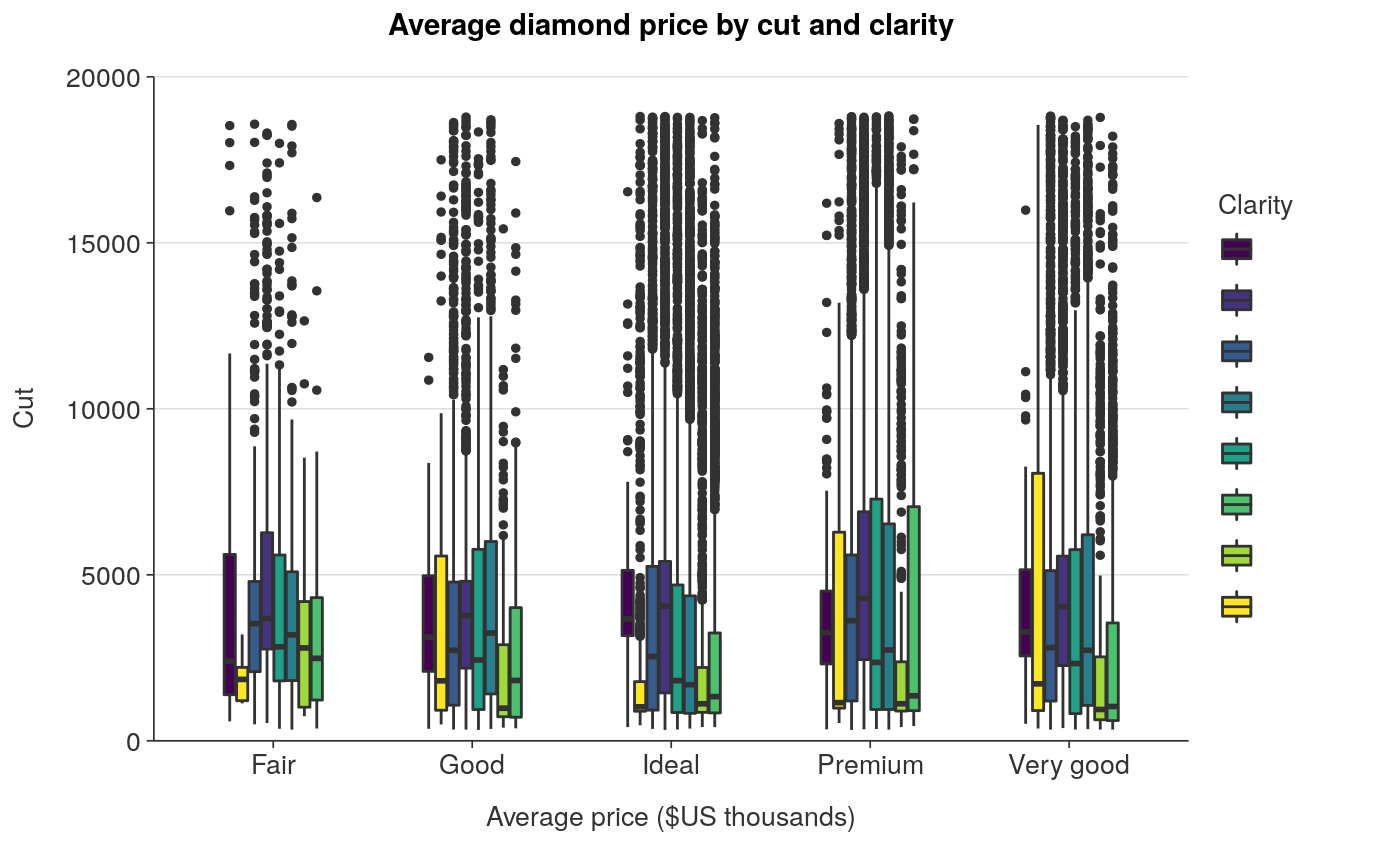 Average diamond price by cut and clarity
20000
15000
10000
5000
0
Cut
Fair Good Ideal Premium Very good
Average price ($US thousands)
Clarity